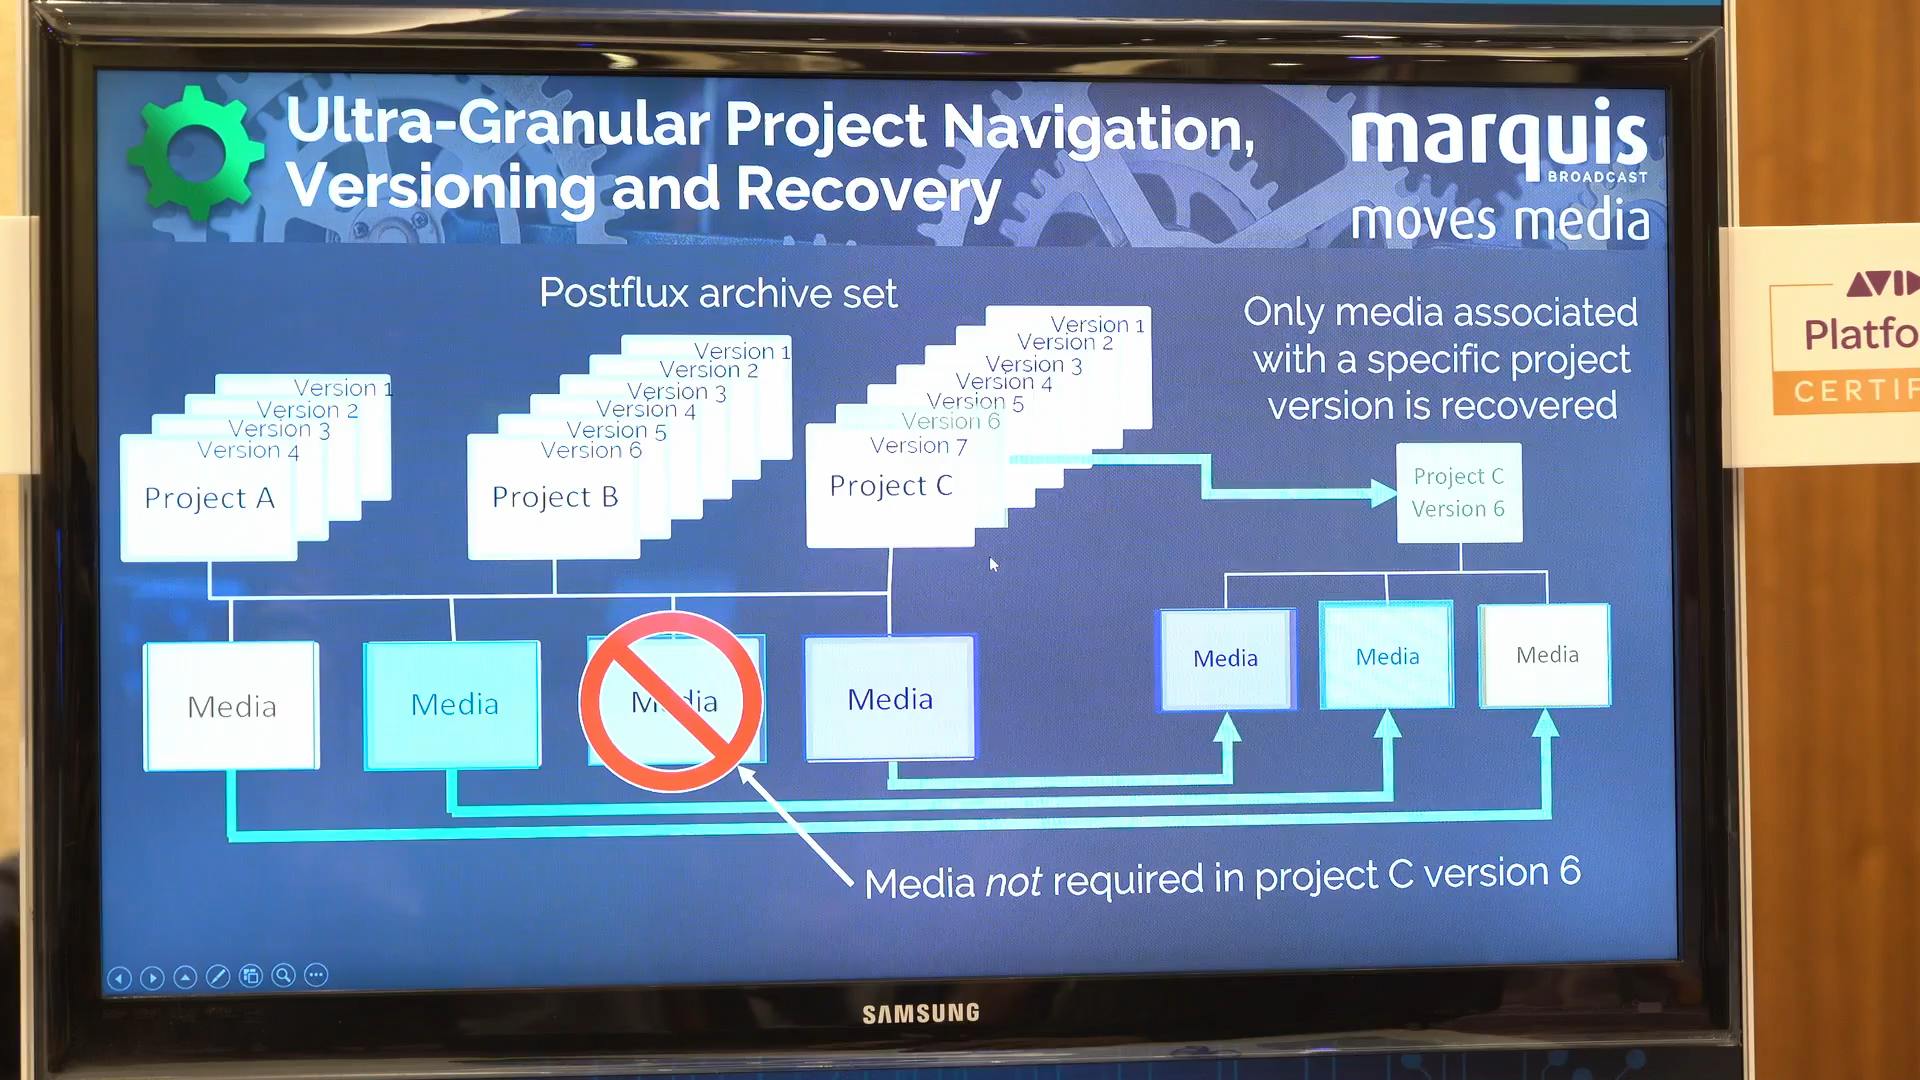 Ultra-Granular Project Navigation,
Versioning and Recovery
marquis
BROADCAST
moves media
Postflux archive set
Only media associated
with a specific project
version is recovered
Version 1
Version 2
Version 3
Version 4
Project A
Version 1
Version 2
Version 3
Version 4
Version 5
Version 6
Project B
Version 1
Version 2
Version 3
Version 4
Version 5
Version 6
Version 7
Project C
Project C
Version 6
Media
Media
Media
Media
Media
Media
Media
Media not required in project C version 6
SAMSUNG
AVID
Platfo
CERTIF